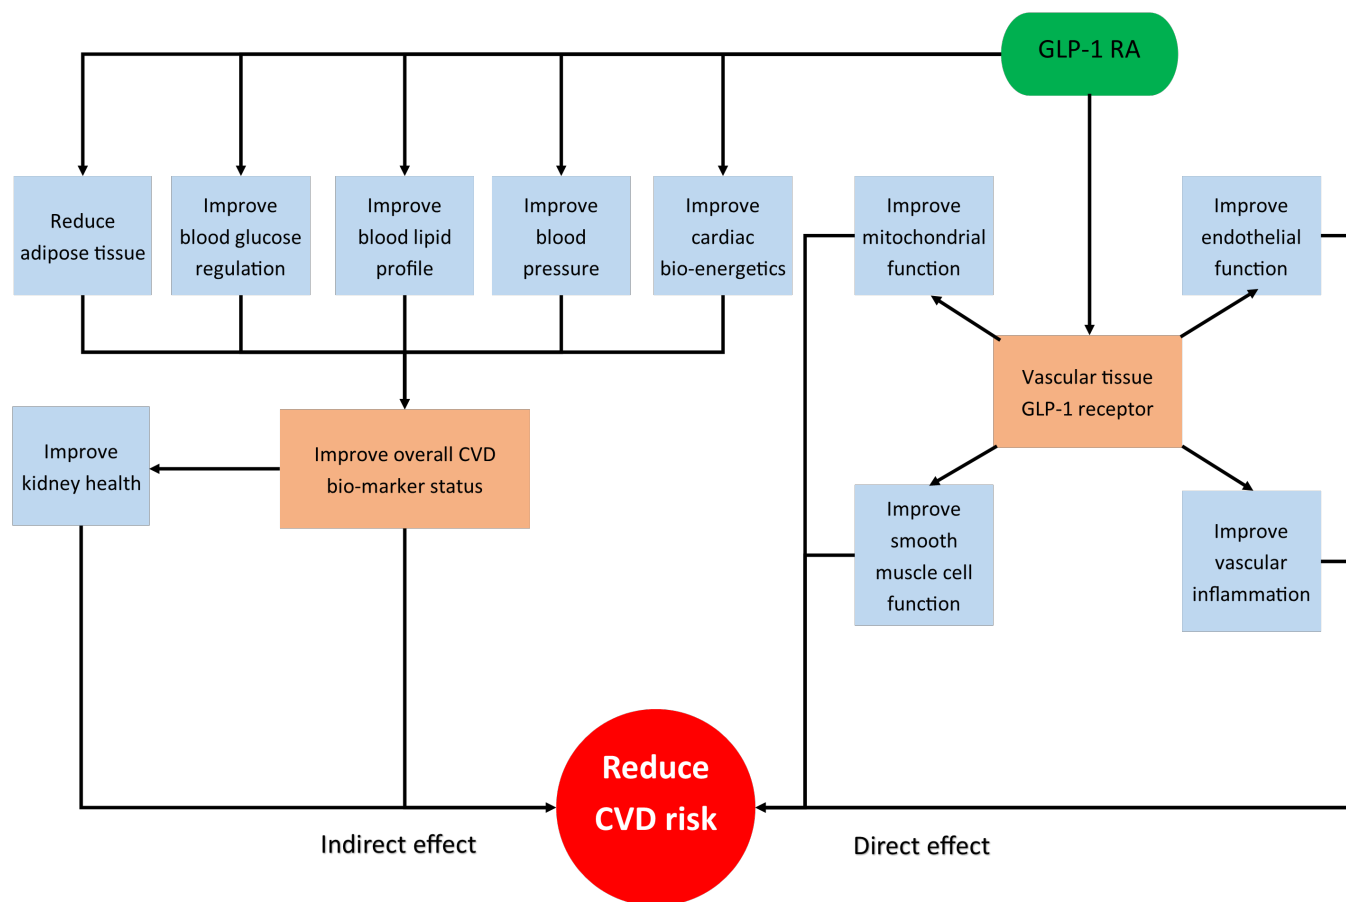 GLP-1 RA
Reduce
adipose tissue
Improve
blood glucose
regulation
Improve
blood lipid
profile
Improve
blood
pressure
Improve
cardiac
bio-energetics
Improve
mitochondrial
function
Improve
endothelial
function
Vascular tissue
GLP-1 receptor
Improve
kidney health
Improve overall CVD
bio-marker status
Improve
smooth
muscle cell
function
Improve
vascular
inflammation
Reduce
CVD risk
Indirect effect
Direct effect